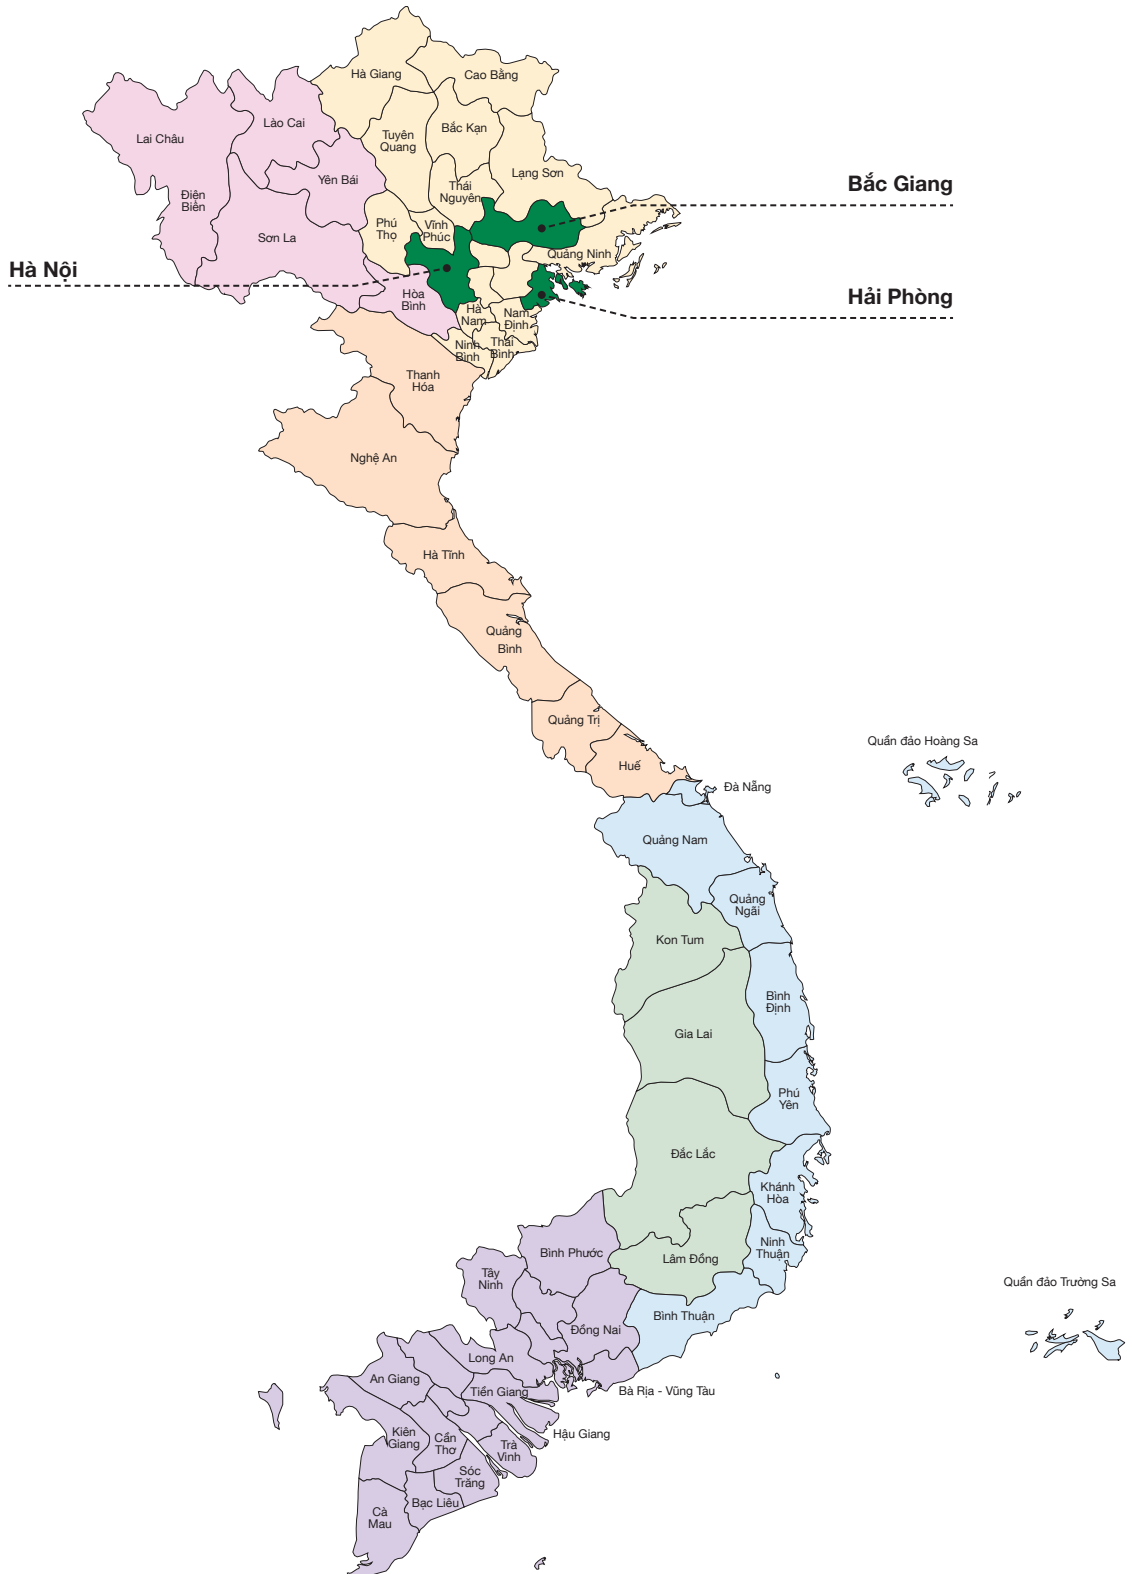 Hà Giang
Cao Bằng
Lào Cai
Lai Châu
Tuyên
Quang
Bắc Kạn
Lạng Sơn
Yên Bái
Thái
Nguyên
Bắc Giang
Điện
Biên
Phú
Thọ
Vĩnh
Phúc
Sơn La
Quảng Ninh
Hà Nội
Hòa
Bình
Hải Phòng
Hà
Nam
Nam
Định
Ninh
Bình
Thái
Bình
Thanh
Hóa
Nghệ An
Hà Tĩnh
Quảng
Bình
Quảng Trị
Huế
Quần đảo Hoàng Sa
Đà Nẵng
Quảng Nam
Quảng
Ngãi
Kon Tum
Bình
Định
Gia Lai
Phú
Yên
Đắc Lắc
Khánh
Hòa
Ninh
Thuận
Bình Phước
Lâm Đồng
Tây
Ninh
Quần đảo Trường Sa
Bình Thuận
Đồng Nai
Long An
An Giang
Tiền Giang
Bà Rịa - Vũng Tàu
Kiên
Giang
Cần
Thơ
Hậu Giang
Trà
Vinh
Sóc
Trăng
Bạc Liêu
Cà
Mau